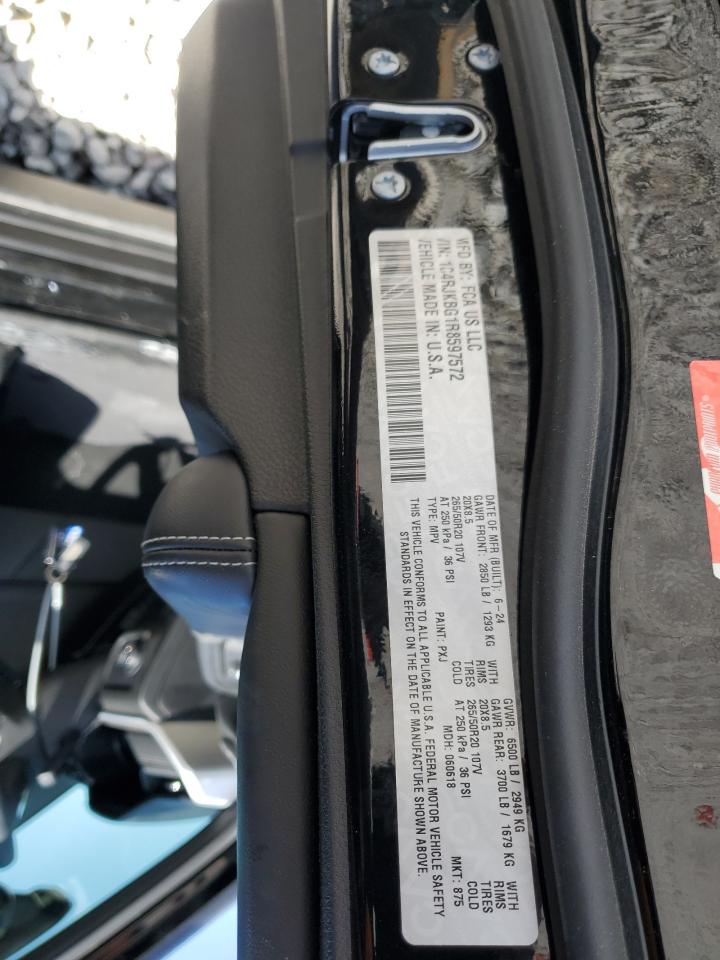 MFD BY: FCA US LLC
VIN: 1C4RJKBG1R8597572
VEHICLE MADE IN: U.S.A.
DATE OF MFR (BUILT): 6-24 GVWR: 6500 LB / 2949 KG
GAWR FRONT: 2850 LB / 1293 KG WITH GAWR REAR: 3700 LB / 1679 KG WITH
20X8.5 RIMS 20X8.5 RIMS
265/50R20 107V TIRES 265/50R20 107V TIRES
AT 250 kPa / 36 PSI COLD AT 250 kPa / 36 PSI COLD
TYPE: MPV PAINT: PXJ MDH: 060618 MKT: 875
THIS VEHICLE CONFORMS TO ALL APPLICABLE U.S.A. FEDERAL MOTOR VEHICLE SAFETY
STANDARDS IN EFFECT ON THE DATE OF MANUFACTURE SHOWN ABOVE.